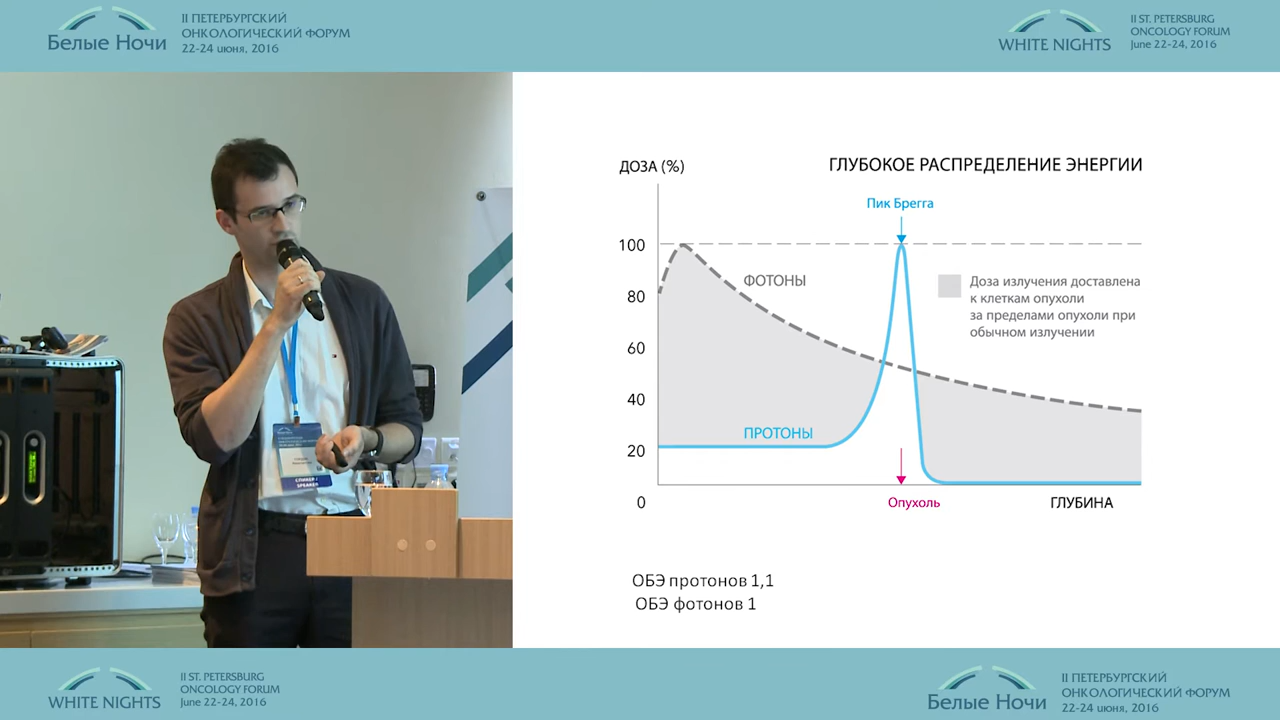 II ПЕТЕРБУРГСКИЙ
ОНКОЛОГИЧЕСКИЙ ФОРУМ
22-24 июня, 2016
Белые Ночи
WHITE NIGHTS
II ST. PETERSBURG
ONCOLOGY FORUM
June 22-24, 2016
ДОЗА (%)
ГЛУБОКОЕ РАСПРЕДЕЛЕНИЕ ЭНЕРГИИ
Пик Брегга
100
80
60
40
20
0
ФОТОНЫ
Доза излучения доставлена
к клеткам опухоли
за пределами опухоли при
обычном излучении
ПРОТОНЫ
Опухоль
ГЛУБИНА
ОБЭ протонов 1,1
ОБЭ фотонов 1
СПИКЕР /
SPEAKER
WHITE NIGHTS
II ST. PETERSBURG
ONCOLOGY FORUM
June 22-24, 2016
Белые Ночи
II ПЕТЕРБУРГСКИЙ
ОНКОЛОГИЧЕСКИЙ ФОРУМ
22-24 июня, 2016